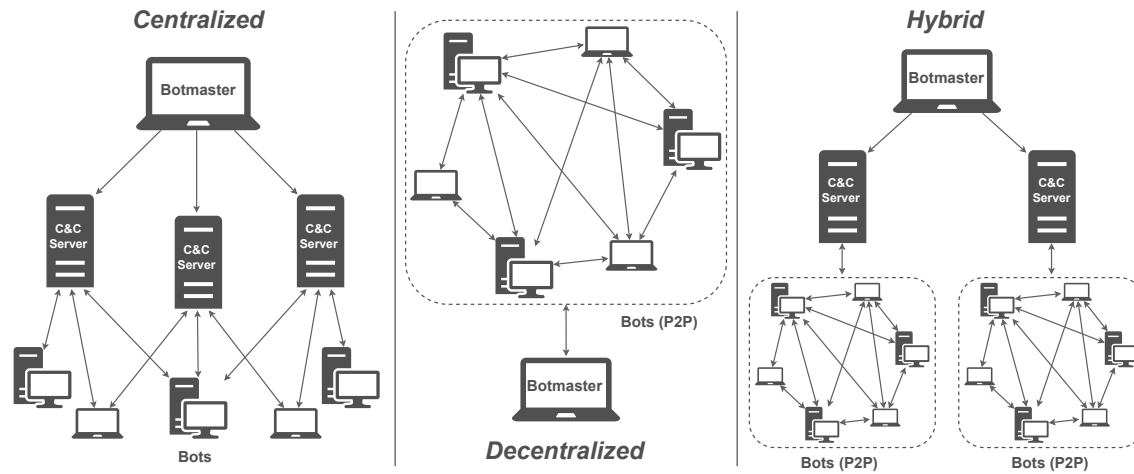 Centralized
Botmaster
C&C
Server
C&C
Server
C&C
Server
Bots
Bots (P2P)
Botmaster
Decentralized
Hybrid
Botmaster
C&C
Server
C&C
Server
Bots (P2P)
Bots (P2P)